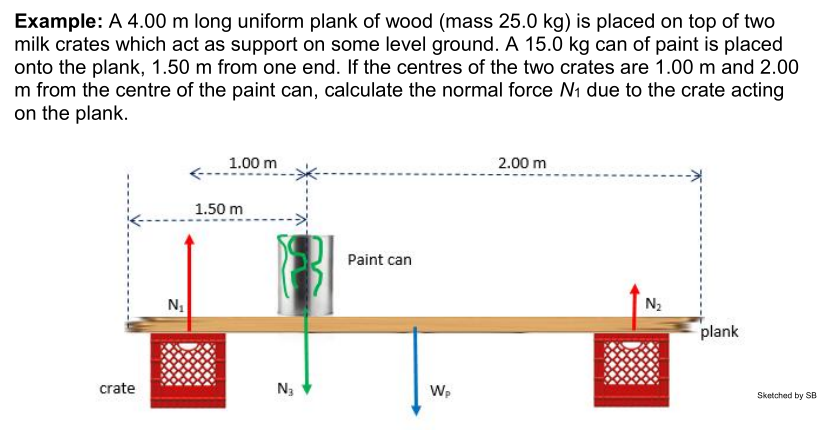 Example: A 4.00 m long uniform plank of wood (mass 25.0 kg) is placed on top of two
milk crates which act as support on some level ground. A 15.0 kg can of paint is placed
onto the plank, 1.50 m from one end. If the centres of the two crates are 1.00 m and 2.00
m from the centre of the paint can, calculate the normal force N₁ due to the crate acting
on the plank.
1.00 m
2.00 m
1.50 m
Paint can
N₁
N₂
plank
crate
N₃
Wₚ
Sketched by SB